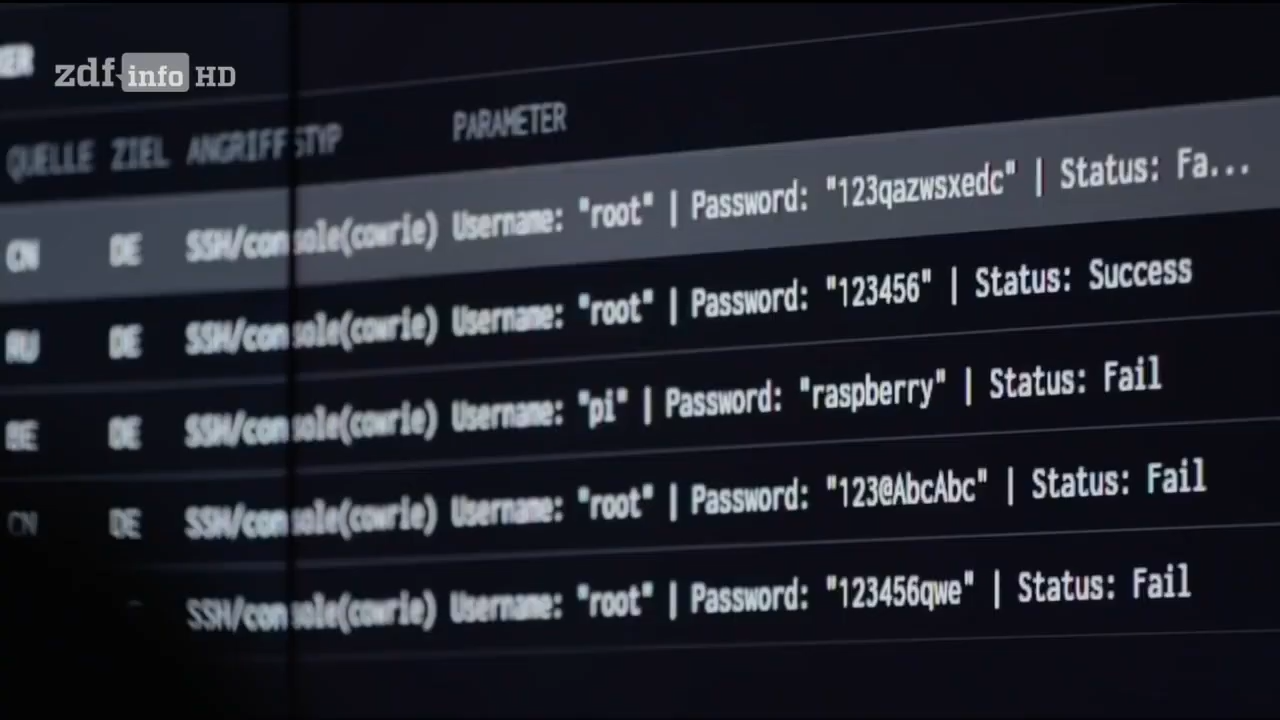 ER
zdf info HD
QUELLE ZIEL ANGRIFFSTYP PARAMETER
CN DE SSH/console(cowrie) Username: "root" | Password: "123qazwsxedc" | Status: Fa...
RU DE SSH/console(cowrie) Username: "root" | Password: "123456" | Status: Success
BE DE SSH/console(cowrie) Username: "pi" | Password: "raspberry" | Status: Fail
CN DE SSH/console(cowrie) Username: "root" | Password: "123@AbcAbc" | Status: Fail
SSH/console(cowrie) Username: "root" | Password: "123456qwe" | Status: Fail